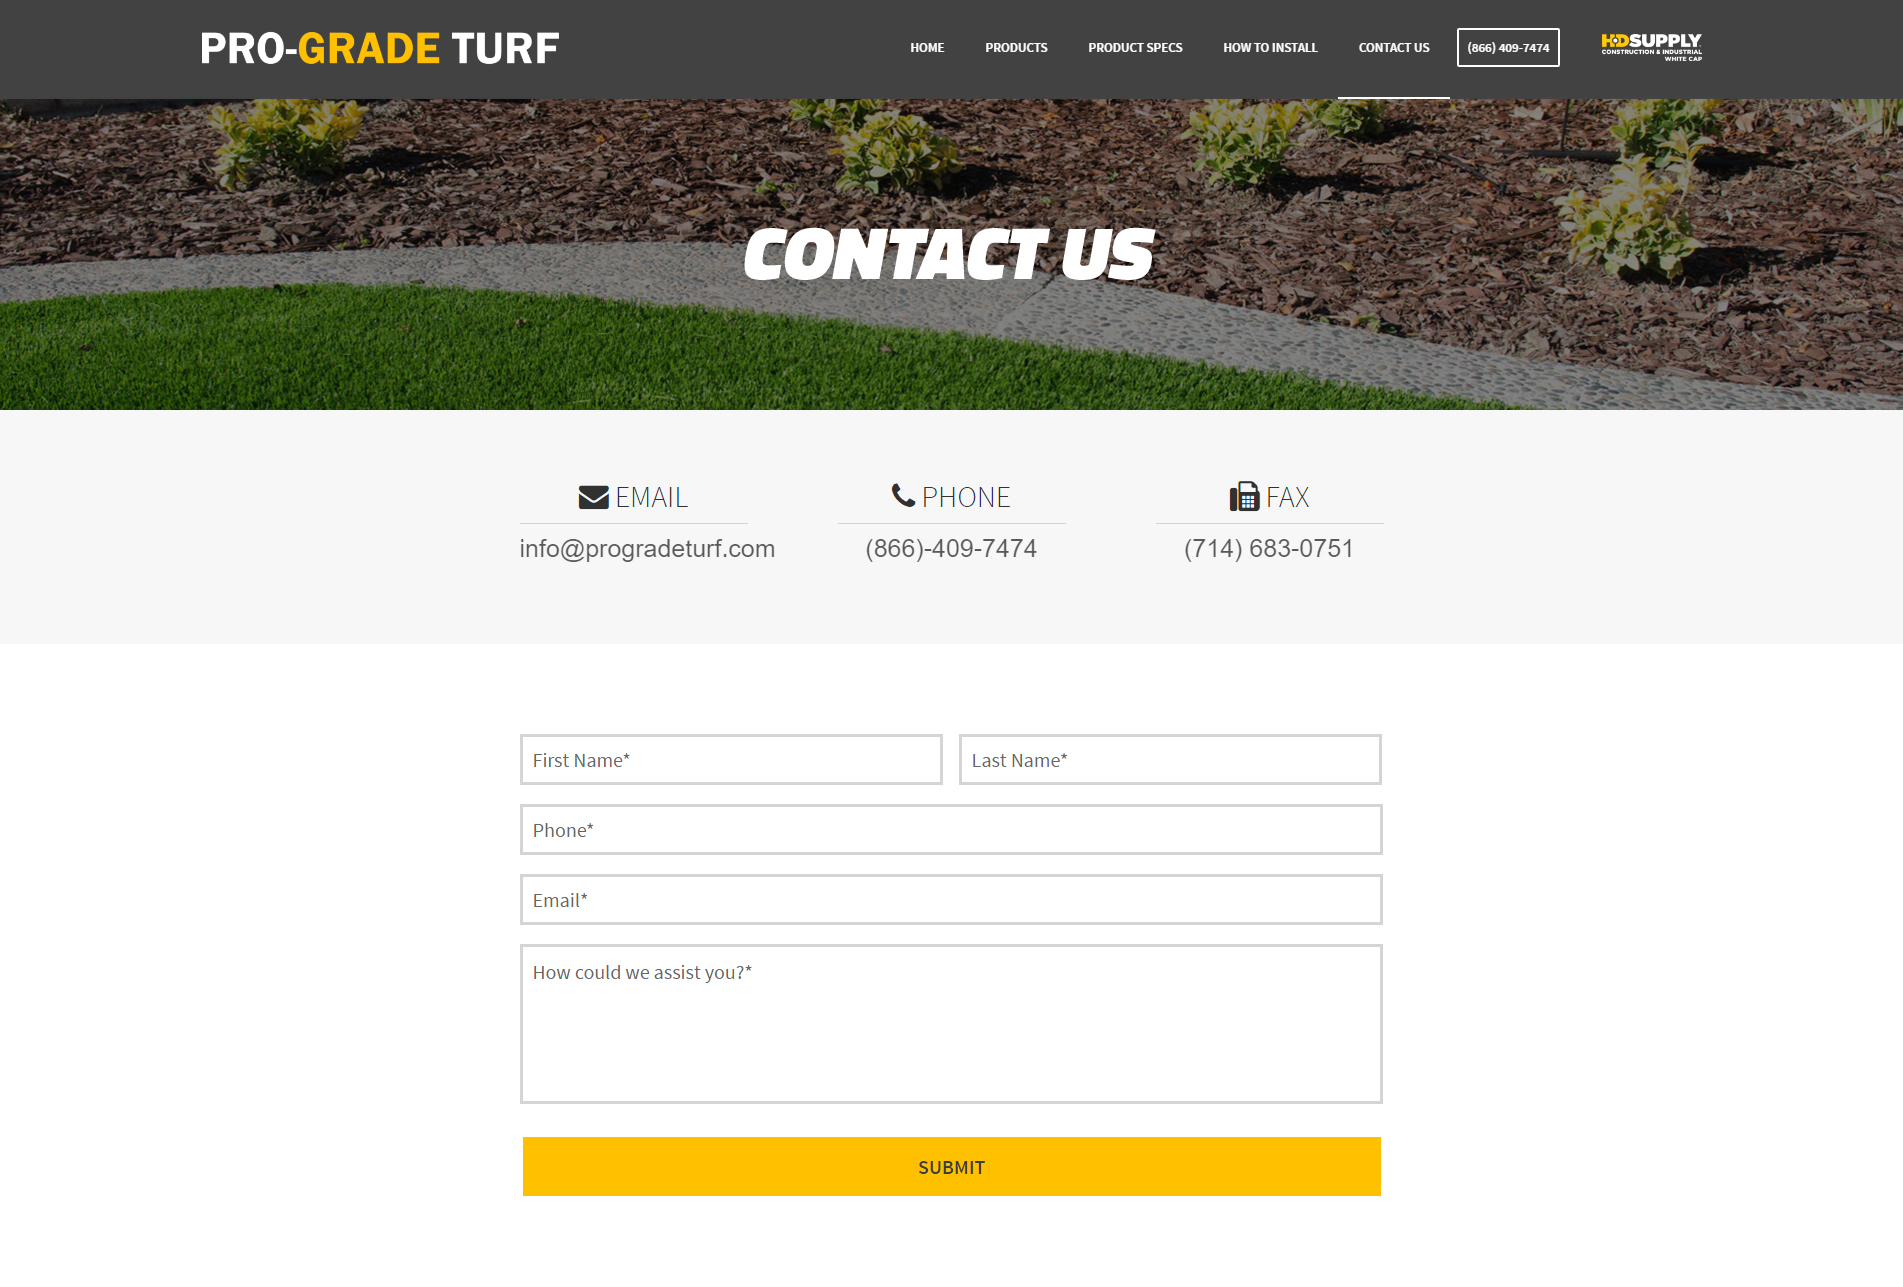 PRO-GRADE TURF
HOME PRODUCTS PRODUCT SPECS HOW TO INSTALL CONTACT US (866) 409-7474
HDSUPPLY
CONSTRUCTION & INDUSTRIAL
WHITE CAP
CONTACT US
EMAIL PHONE FAX
info@progradeturf.com (866)-409-7474 (714) 683-0751
First Name* Last Name*
Phone*
Email*
How could we assist you?*
SUBMIT